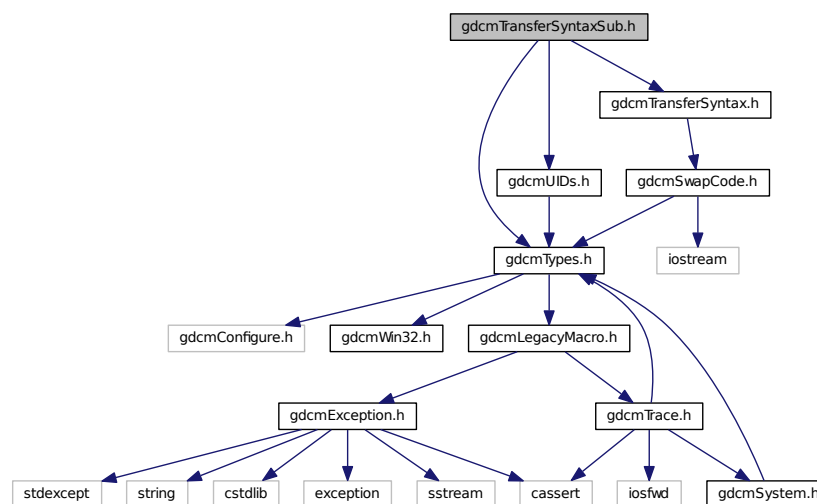 gdcmTransferSyntaxSub.h
gdcmTransferSyntax.h
gdcmUIDs.h
gdcmSwapCode.h
gdcmTypes.h
iostream
gdcmConfigure.h
gdcmWin32.h
gdcmLegacyMacro.h
gdcmException.h
gdcmTrace.h
stdexcept
string
cstdlib
exception
sstream
cassert
iosfwd
gdcmSystem.h